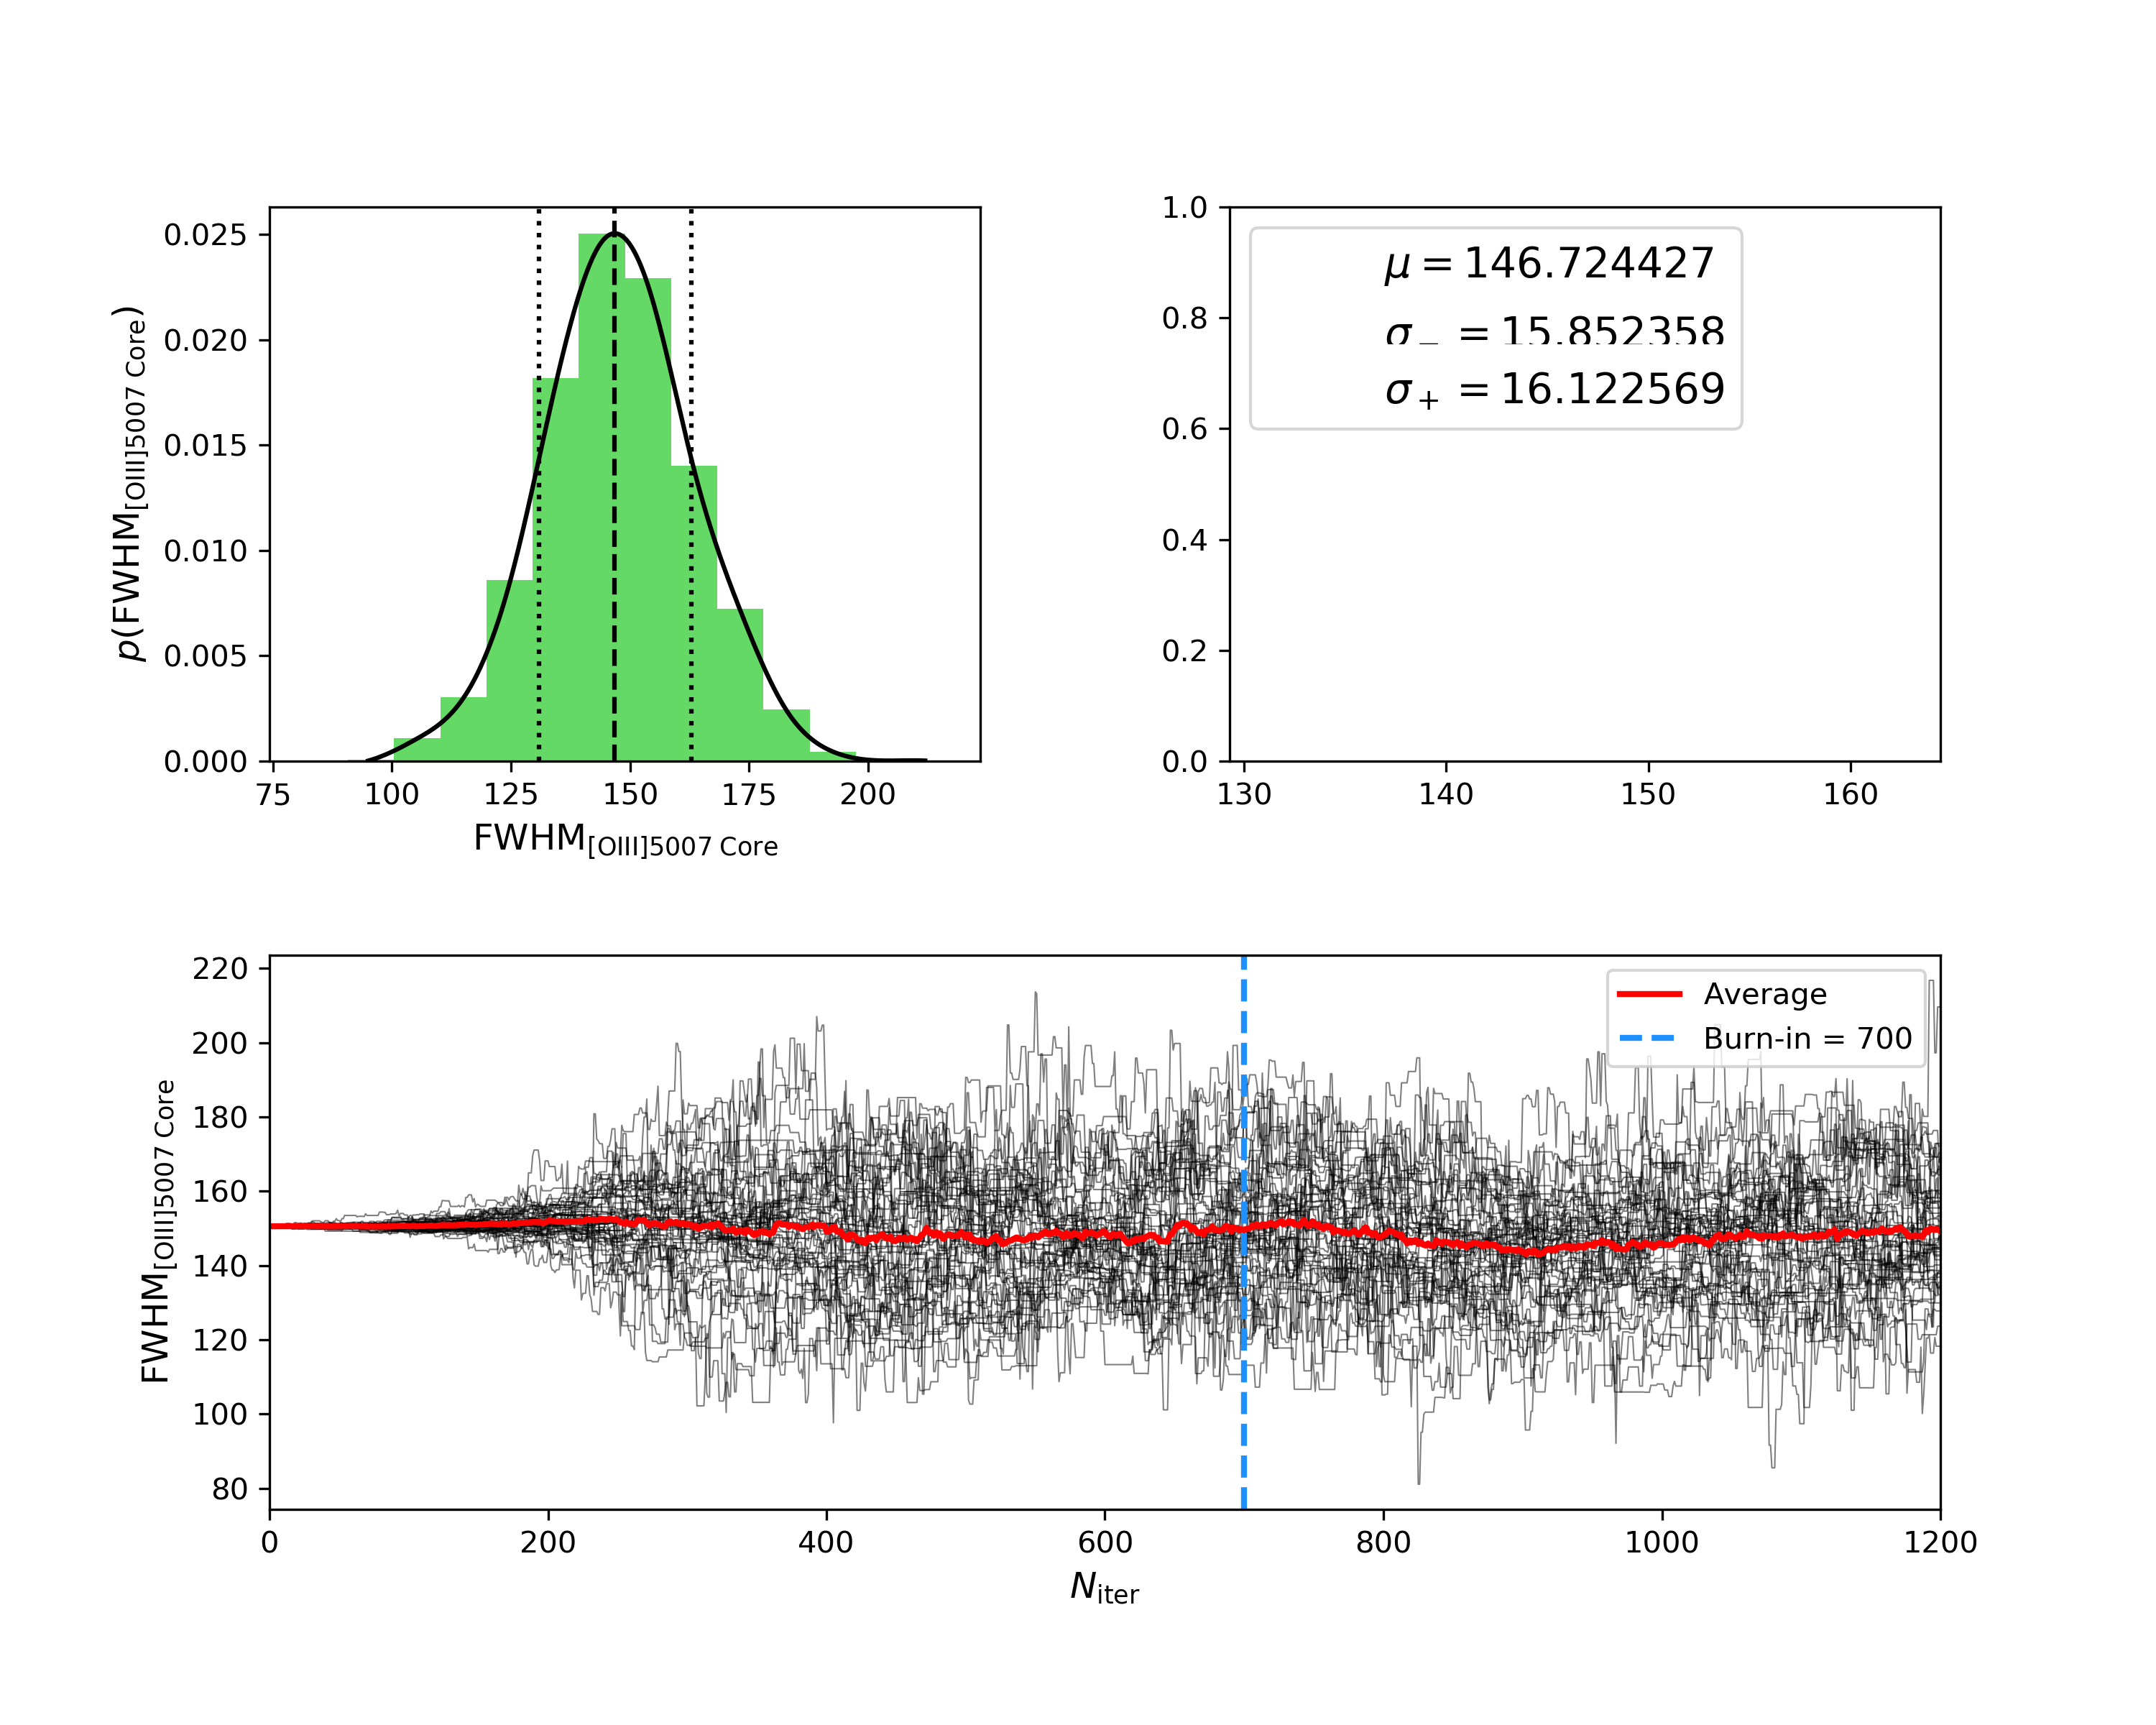 0.025
0.020
0.015
0.010
0.005
0.000
p(FWHM[OIII]5007 Core)
75 100 125 150 175 200
FWHM[OIII]5007 Core
1.0
0.8
0.6
0.4
0.2
0.0
μ = 146.724427
σ− = 15.852358
σ+ = 16.122569
130 140 150 160
220
200
180
160
140
120
100
80
FWHM[OIII]5007 Core
Average
Burn-in = 700
0 200 400 600 800 1000 1200
Niter